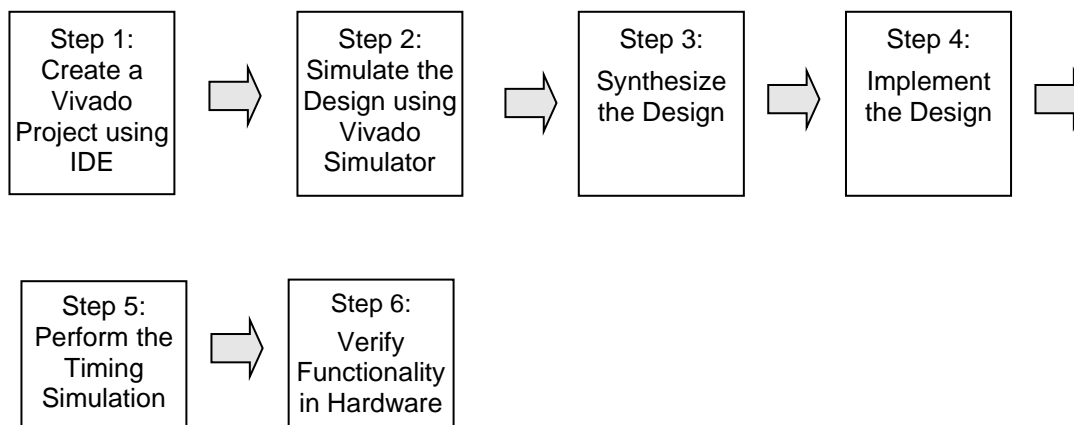 Step 1:
Create a
Vivado
Project using
IDE
Step 2:
Simulate the
Design using
Vivado
Simulator
Step 3:
Synthesize
the Design
Step 4:
Implement
the Design
Step 5:
Perform the
Timing
Simulation
Step 6:
Verify
Functionality
in Hardware